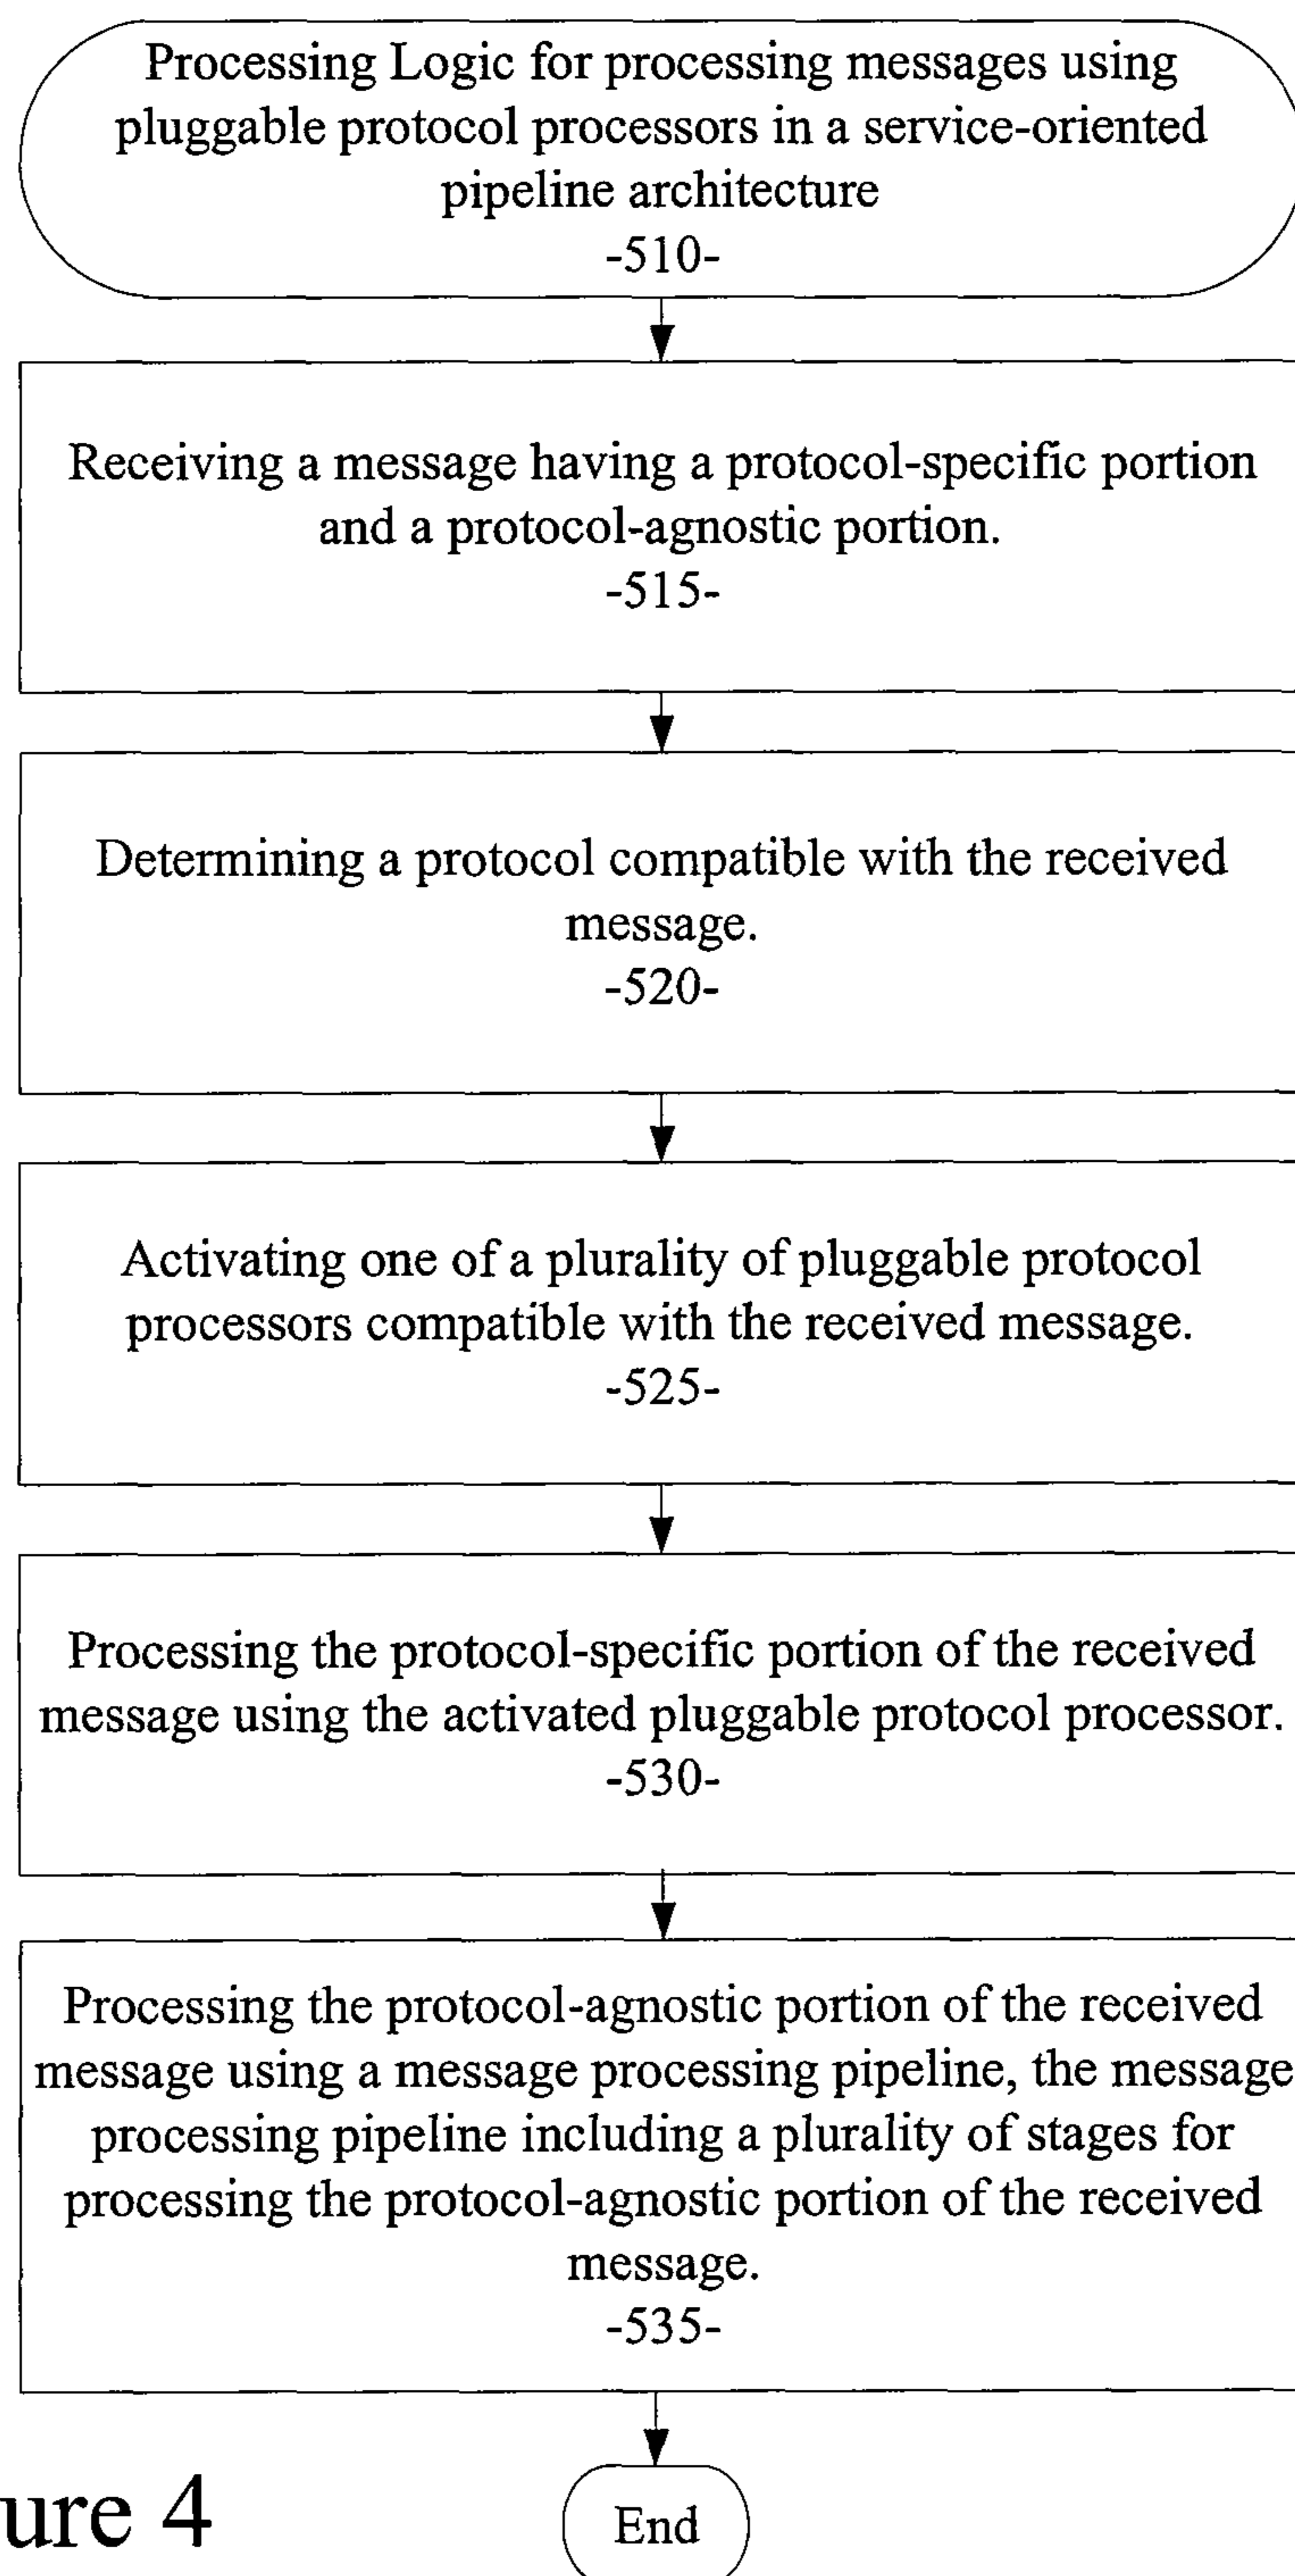 Processing Logic for processing messages using
pluggable protocol processors in a service-oriented
pipeline architecture
-510-
Receiving a message having a protocol-specific portion
and a protocol-agnostic portion.
-515-
Determining a protocol compatible with the received
message.
-520-
Activating one of a plurality of pluggable protocol
processors compatible with the received message.
-525-
Processing the protocol-specific portion of the received
message using the activated pluggable protocol processor.
-530-
Processing the protocol-agnostic portion of the received
message using a message processing pipeline, the message
processing pipeline including a plurality of stages for
processing the protocol-agnostic portion of the received
message.
-535-
ure 4
End